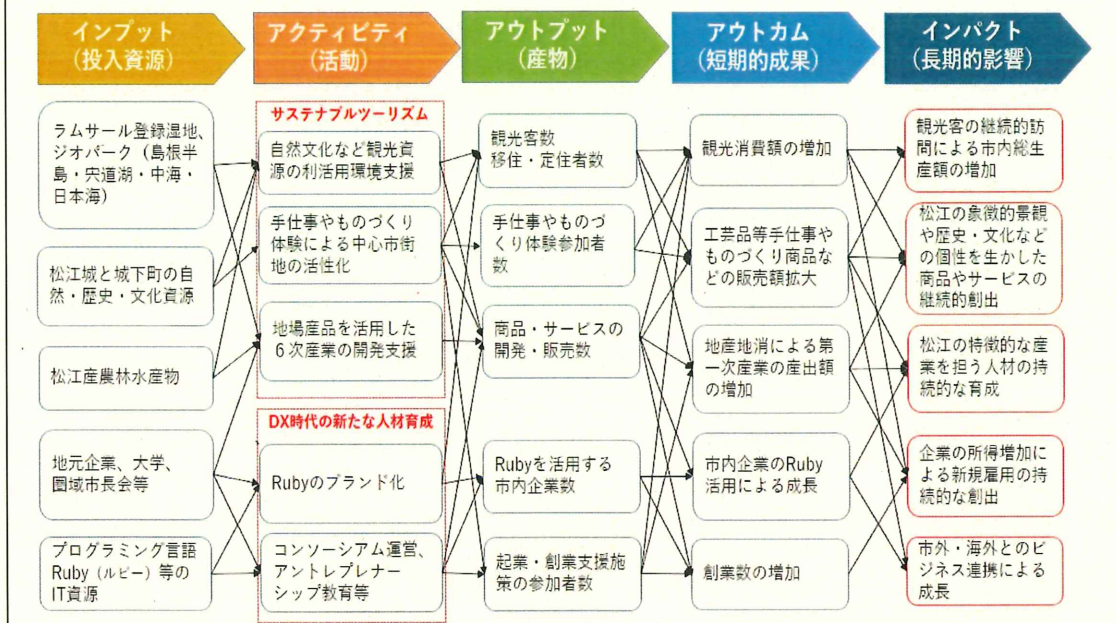 インプット
(投入資源)
アクティビティ
(活動)
アウトプット
(産物)
アウトカム
(短期的成果)
インパクト
(長期的影響)
ラムサール登録湿地、
ジオパーク（島根半
島・宍道湖・中海・
日本海）
松江城と城下町の自
然・歴史・文化資源
松江産農林水産物
地元企業、大学、
圏域市長会等
プログラミング言語
Ruby（ルビー）等の
IT資源
サステナブルツーリズム
自然文化など観光資
源の利活用環境支援
手仕事やものづくり
体験による中心市街
地の活性化
地場産品を活用した
６次産業の開発支援
DX時代の新たな人材育成
Rubyのブランド化
コンソーシアム運営、
アントレプレナー
シップ教育等
観光客数
移住・定住者数
手仕事やものづ
くり体験参加者
数
商品・サービスの
開発・販売数
Rubyを活用する
市内企業数
起業・創業支援施
策の参加者数
観光消費額の増加
工芸品等手仕事や
ものづくり商品な
どの販売額拡大
地産地消による第
一次産業の産出額
の増加
市内企業のRuby
活用による成長
創業数の増加
観光客の継続的訪
問による市内総生
産額の増加
松江の象徴的景観
や歴史・文化など
の個性を生かした
商品やサービスの
継続的創出
松江の特徴的な産
業を担う人材の持
続的な育成
企業の所得増加に
よる新規雇用の持
続的な創出
市外・海外とのビ
ジネス連携による
成長